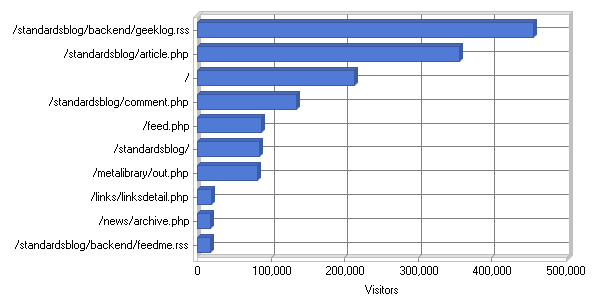 /standardsblog/backend/geeklog.rss
/standardsblog/article.php
/
/standardsblog/comment.php
/feed.php
/standardsblog/
/metalibrary/out.php
/links/linksdetail.php
/news/archive.php
/standardsblog/backend/feedme.rss
0 100,000 200,000 300,000 400,000 500,000
Visitors